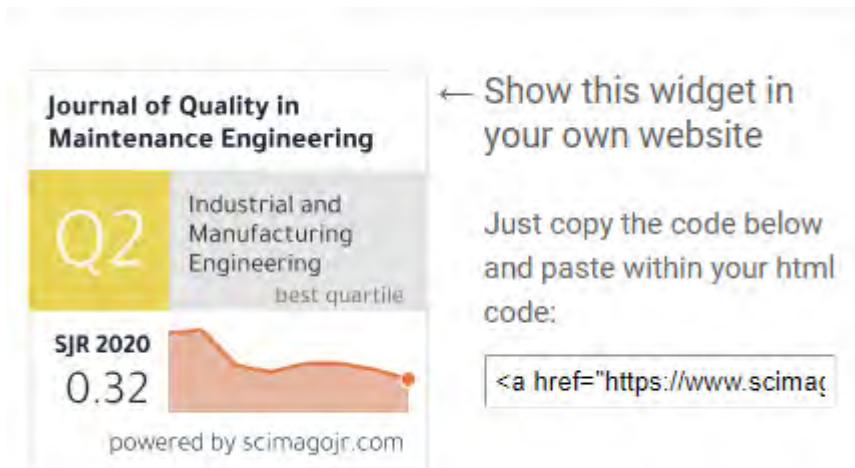 Journal of Quality in
Maintenance Engineering
Q2
Industrial and
Manufacturing
Engineering
best quartile
SJR 2020
0.32
powered by scimagojr.com
← Show this widget in
your own website
Just copy the code below
and paste within your html
code:
<a href="https://www.scimag